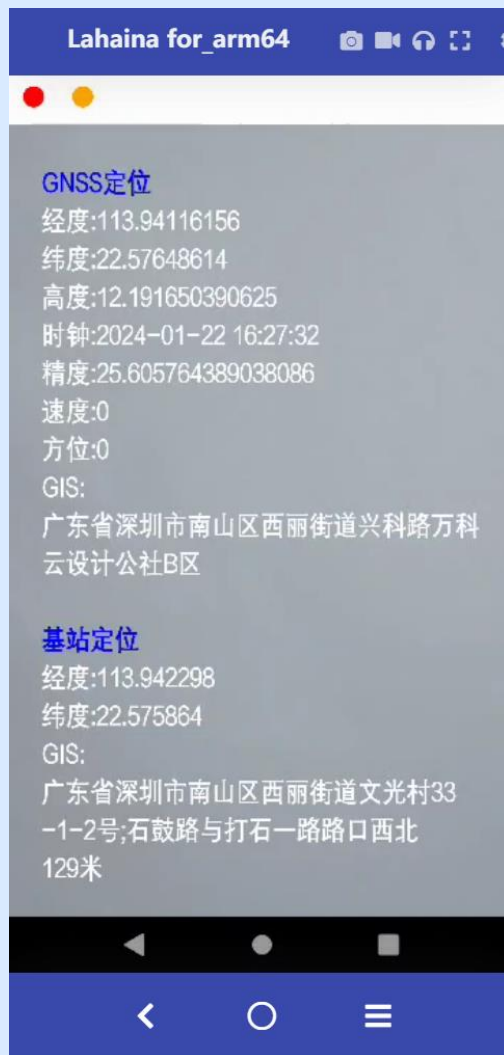 Lahaina for_arm64
GNSS定位
经度:113.94116156
纬度:22.57648614
高度:12.191650390625
时钟:2024-01-22 16:27:32
精度:25.605764389038086
速度:0
方位:0
GIS:
广东省深圳市南山区西丽街道兴科路万科
云设计公社B区
基站定位
经度:113.942298
纬度:22.575864
GIS:
广东省深圳市南山区西丽街道文光村33
-1-2号;石鼓路与打石一路路口西北
129米